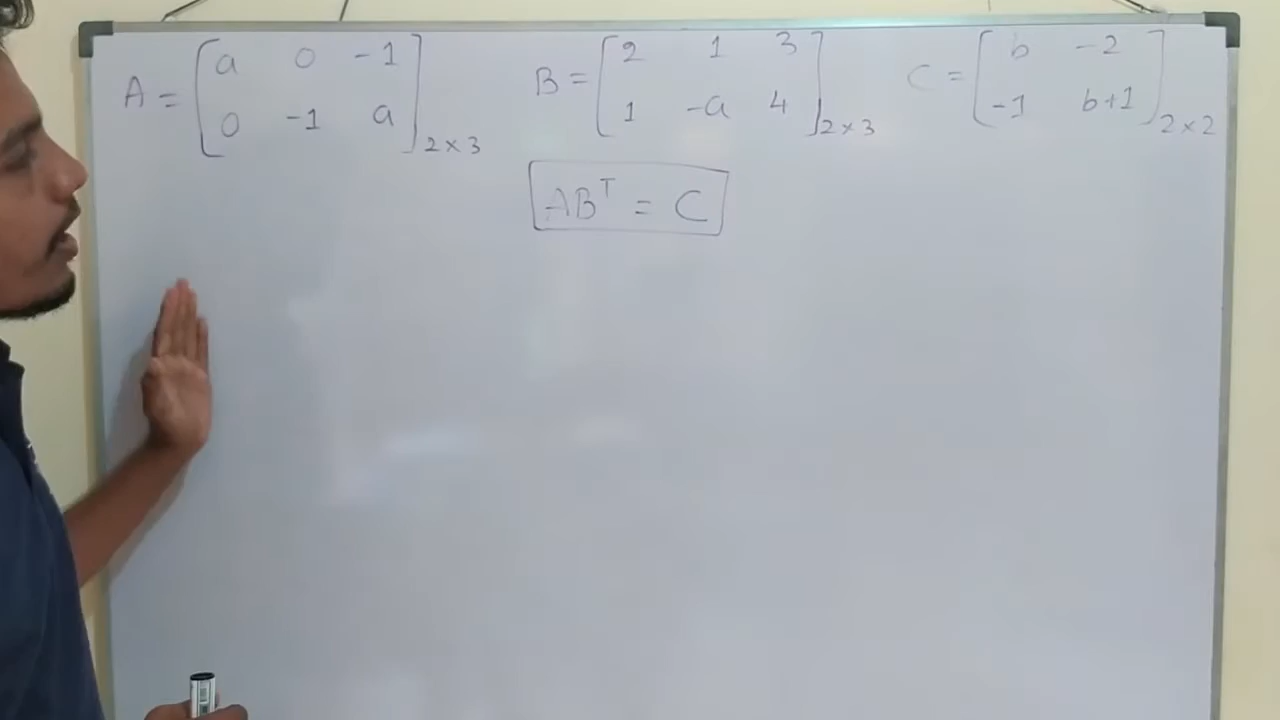 A = [ a 0 -1 B = [ 2 1 3 C = [ b -2
0 -1 a ] 2×3 1 -a 4 ] 2×3 -1 b+1 ] 2×2
AB^T = C